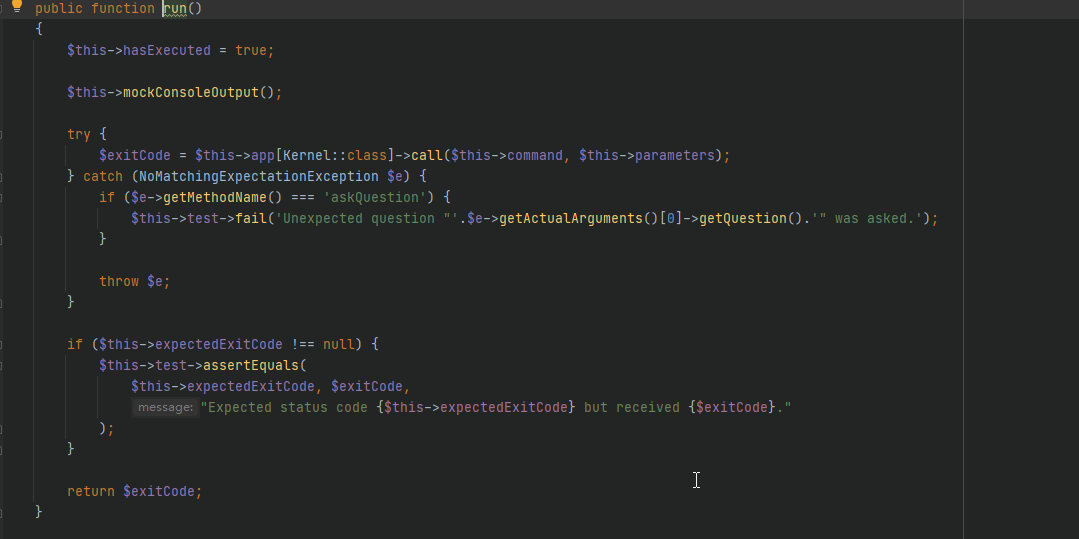 public function run()
{
    $this->hasExecuted = true;

    $this->mockConsoleOutput();

    try {
        $exitCode = $this->app[Kernel::class]->call($this->command, $this->parameters);
    } catch (NoMatchingExpectationException $e) {
        if ($e->getMethodName() === 'askQuestion') {
            $this->test->fail('Unexpected question "'.$e->getActualArguments()[0]->getQuestion().'" was asked.');
        }

        throw $e;
    }

    if ($this->expectedExitCode !== null) {
        $this->test->assertEquals(
            $this->expectedExitCode, $exitCode,
            message: "Expected status code {$this->expectedExitCode} but received {$exitCode}."
        );
    }

    return $exitCode;
}